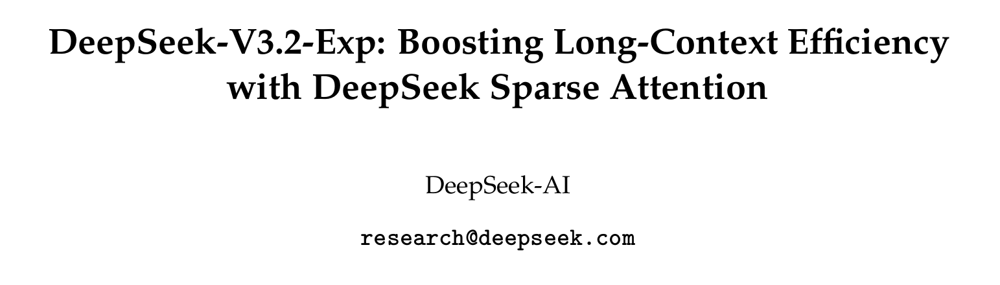 DeepSeek-V3.2-Exp: Boosting Long-Context Efficiency
with DeepSeek Sparse Attention
DeepSeek-AI
research@deepseek.com